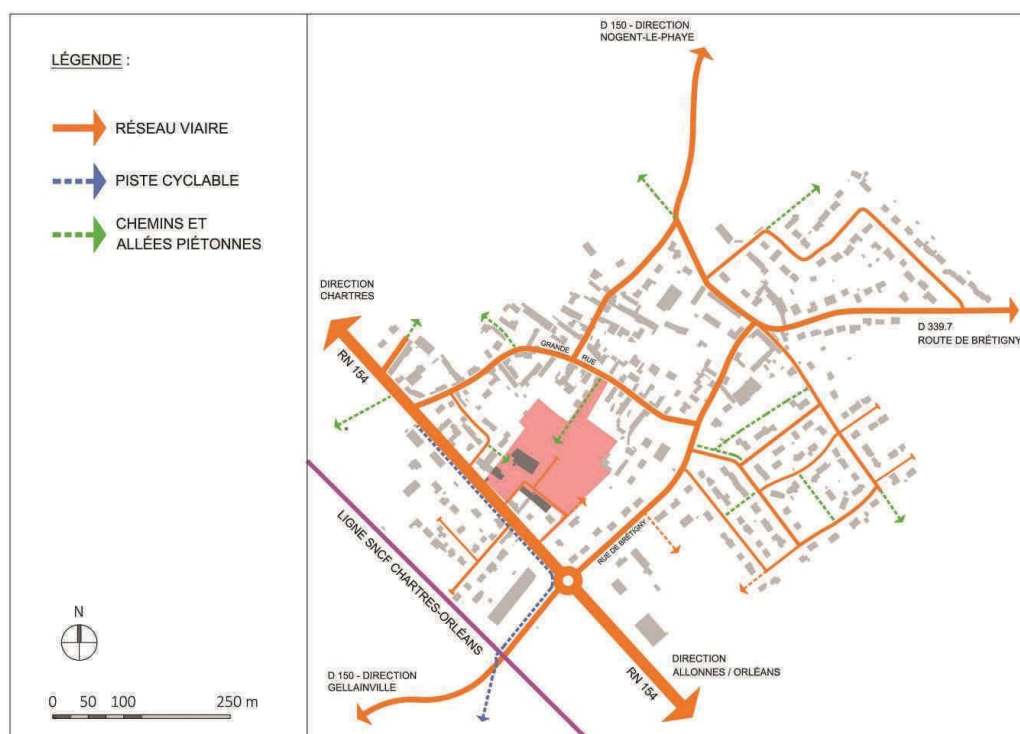 LÉGENDE :
RÉSEAU VIAIRE
PISTE CYCLABLE
CHEMINS ET
ALLÉES PIÉTONNES
N
0 50 100 250 m
D 150 - DIRECTION
NOGENT-LE-PHAYE
DIRECTION
CHARTRES
RN 154
GRANDE RUE
D 339.7
ROUTE DE BRÉTIGNY
RUE DE BRÉTIGNY
LIGNE SNCF CHARTRES-ORLÉANS
D 150 - DIRECTION
GELLAINVILLE
DIRECTION
ALLONNES / ORLÉANS
RN 154